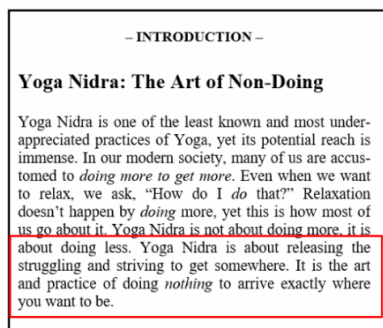 – INTRODUCTION –
Yoga Nidra: The Art of Non-Doing
Yoga Nidra is one of the least known and most under-
appreciated practices of Yoga, yet its potential reach is
immense. In our modern society, many of us are accus-
tomed to doing more to get more. Even when we want
to relax, we ask, “How do I do that?” Relaxation
doesn’t happen by doing more, yet this is how most of
us go about it. Yoga Nidra is not about doing more, it is
about doing less. Yoga Nidra is about releasing the
struggling and striving to get somewhere. It is the art
and practice of doing nothing to arrive exactly where
you want to be.